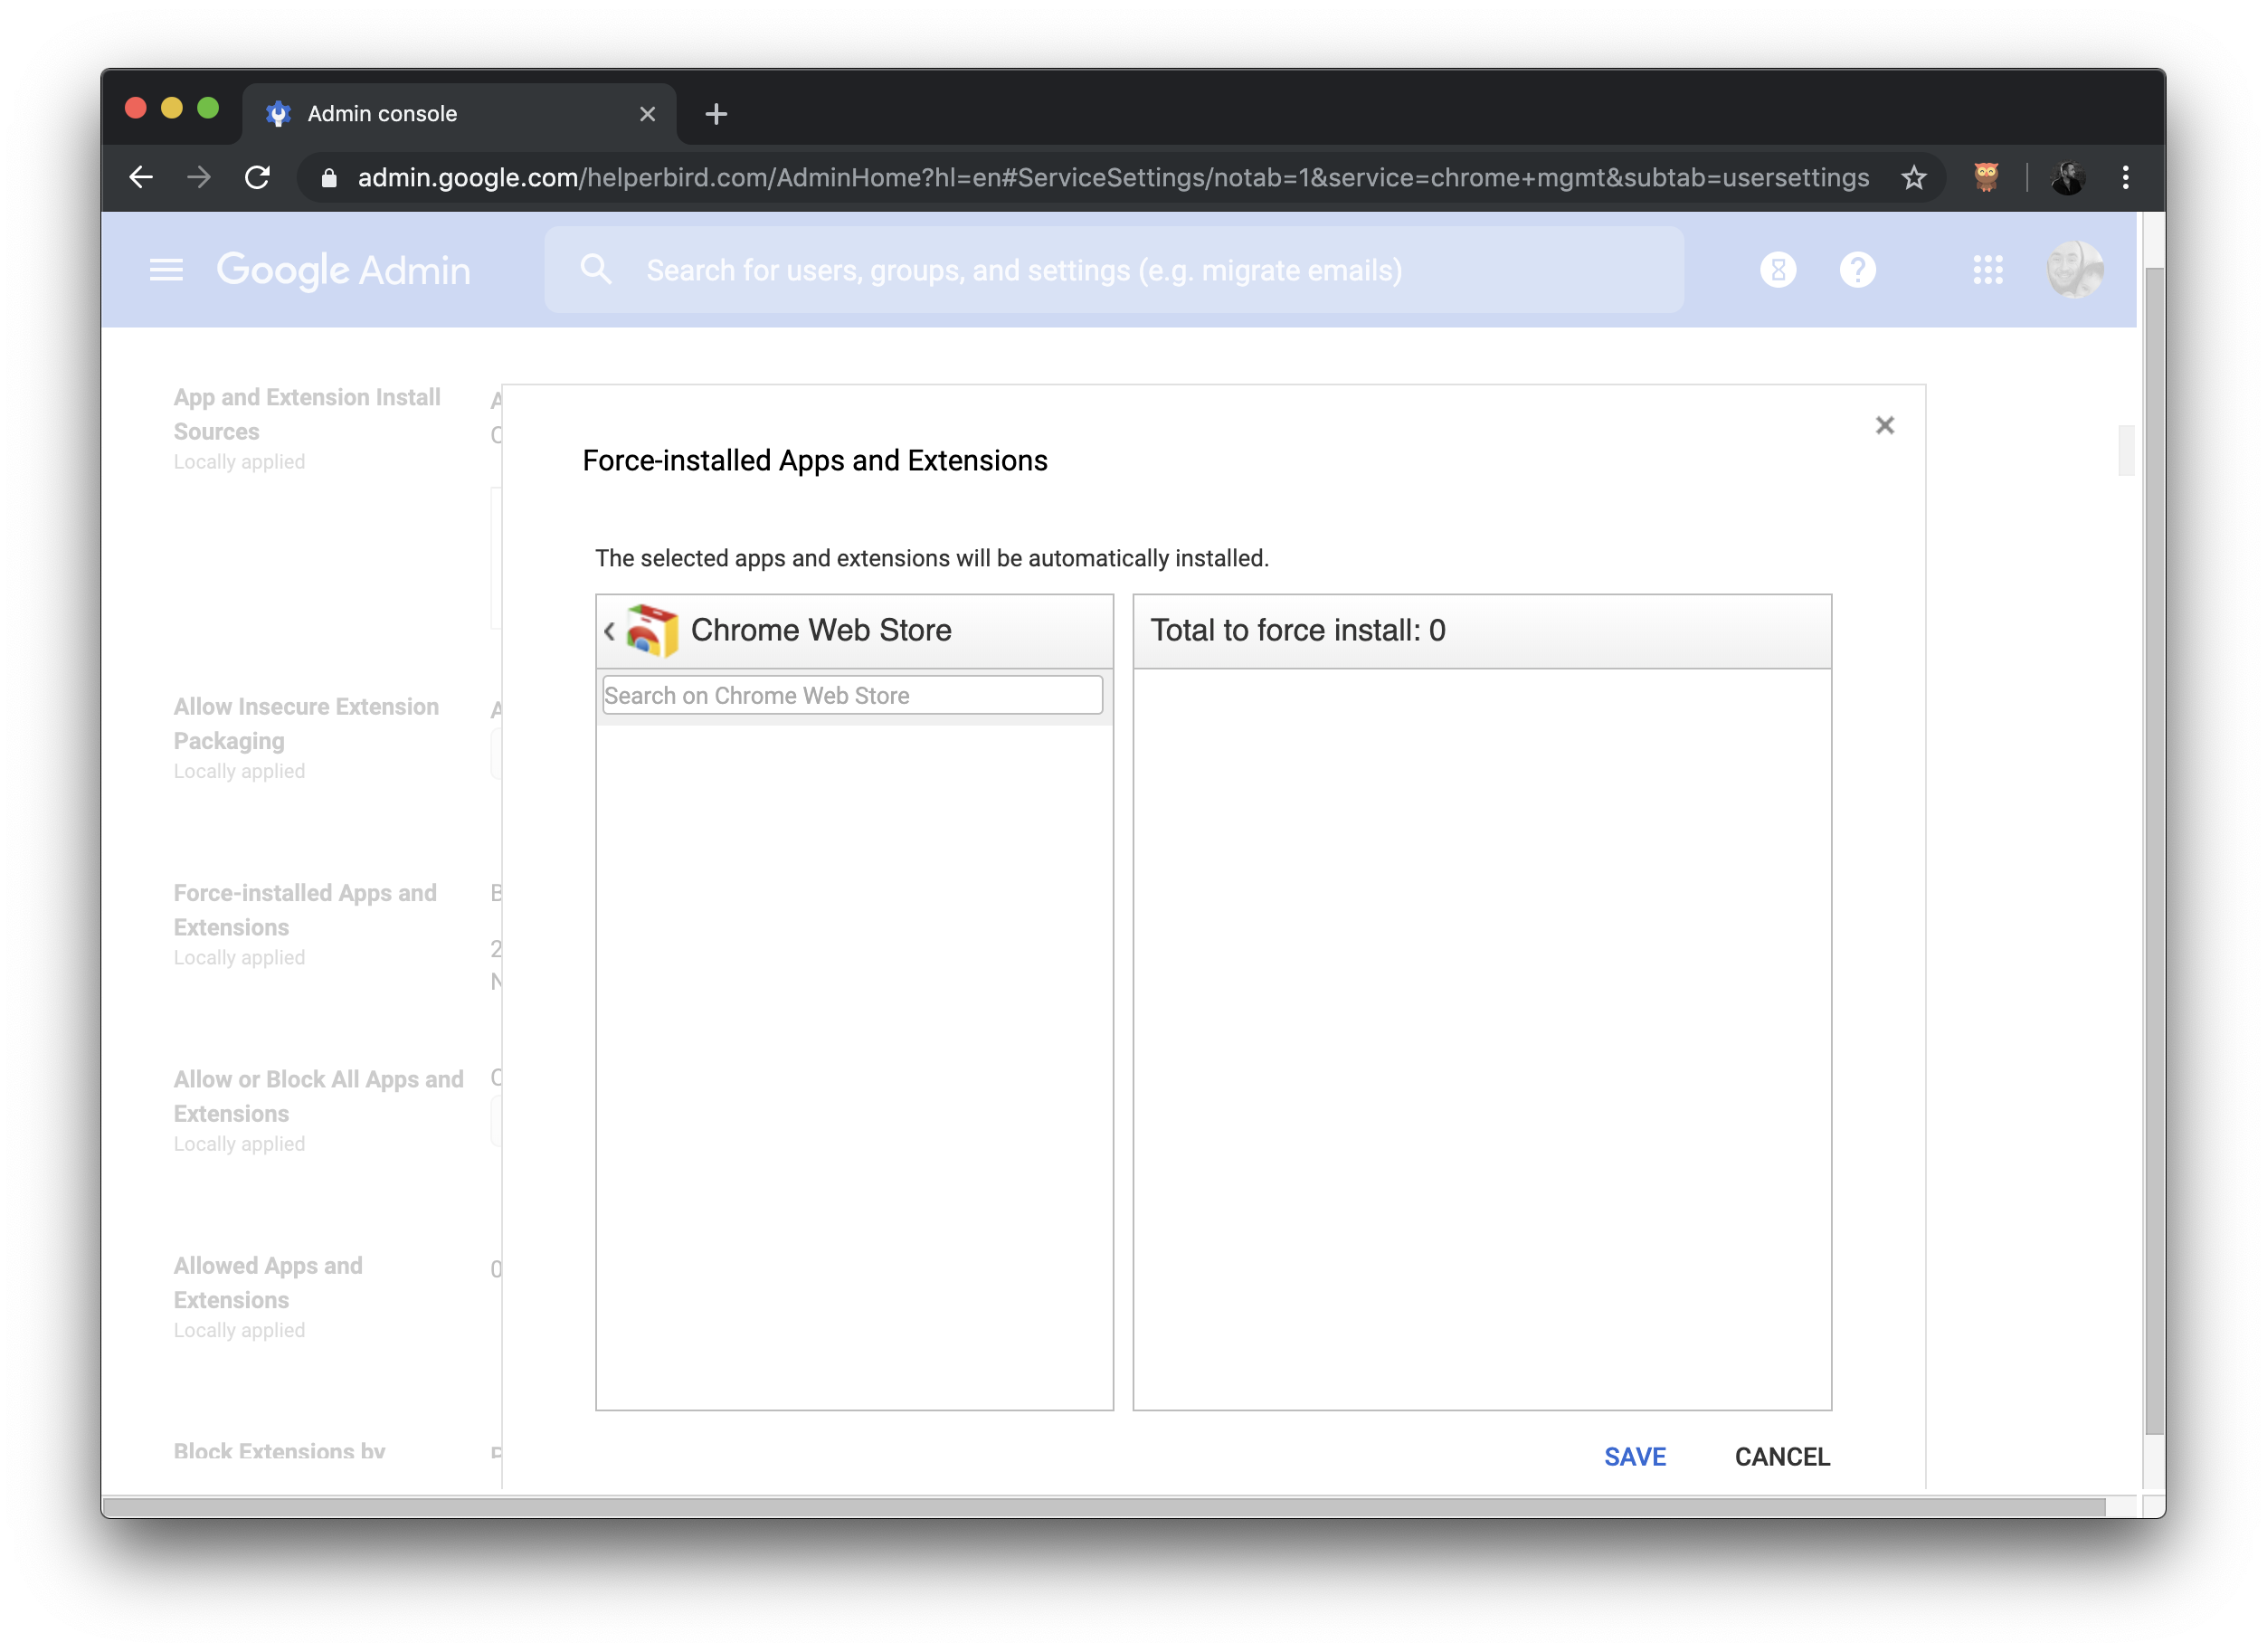 Admin console
admin.google.com/helperbird.com/AdminHome?hl=en#ServiceSettings/notab=1&service=chrome+mgmt&subtab=usersettings
Google Admin
Search for users, groups, and settings (e.g. migrate emails)
App and Extension Install
Sources
Locally applied
Allow Insecure Extension
Packaging
Locally applied
Force-installed Apps and
Extensions
Locally applied
Allow or Block All Apps and
Extensions
Locally applied
Allowed Apps and
Extensions
Locally applied
Block Extensions by
Force-installed Apps and Extensions
The selected apps and extensions will be automatically installed.
Chrome Web Store
Search on Chrome Web Store
Total to force install: 0
SAVE
CANCEL